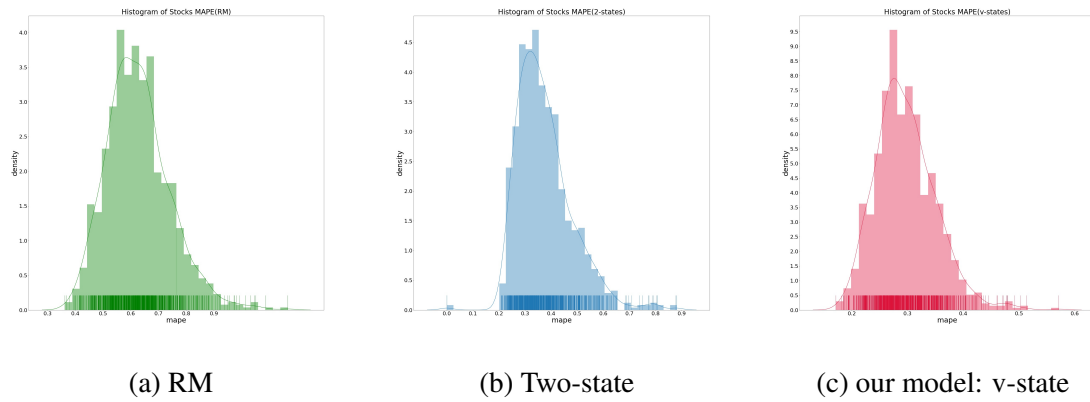 Histogram of Stocks MAPE(RM)
density
4.0
3.5
3.0
2.5
2.0
1.5
1.0
0.5
0.0
0.3 0.4 0.5 0.6 0.7 0.8 0.9
mape
(a) RM
Histogram of Stocks MAPE(2-states)
density
4.5
4.0
3.5
3.0
2.5
2.0
1.5
1.0
0.5
0.0
0.0 0.1 0.2 0.3 0.4 0.5 0.6 0.7 0.8 0.9
mape
(b) Two-state
Histogram of Stocks MAPE(v-states)
density
9.5
9.0
8.5
8.0
7.5
7.0
6.5
6.0
5.5
5.0
4.5
4.0
3.5
3.0
2.5
2.0
1.5
1.0
0.5
0.0
0.2 0.3 0.4 0.5 0.6
mape
(c) our model: v-state